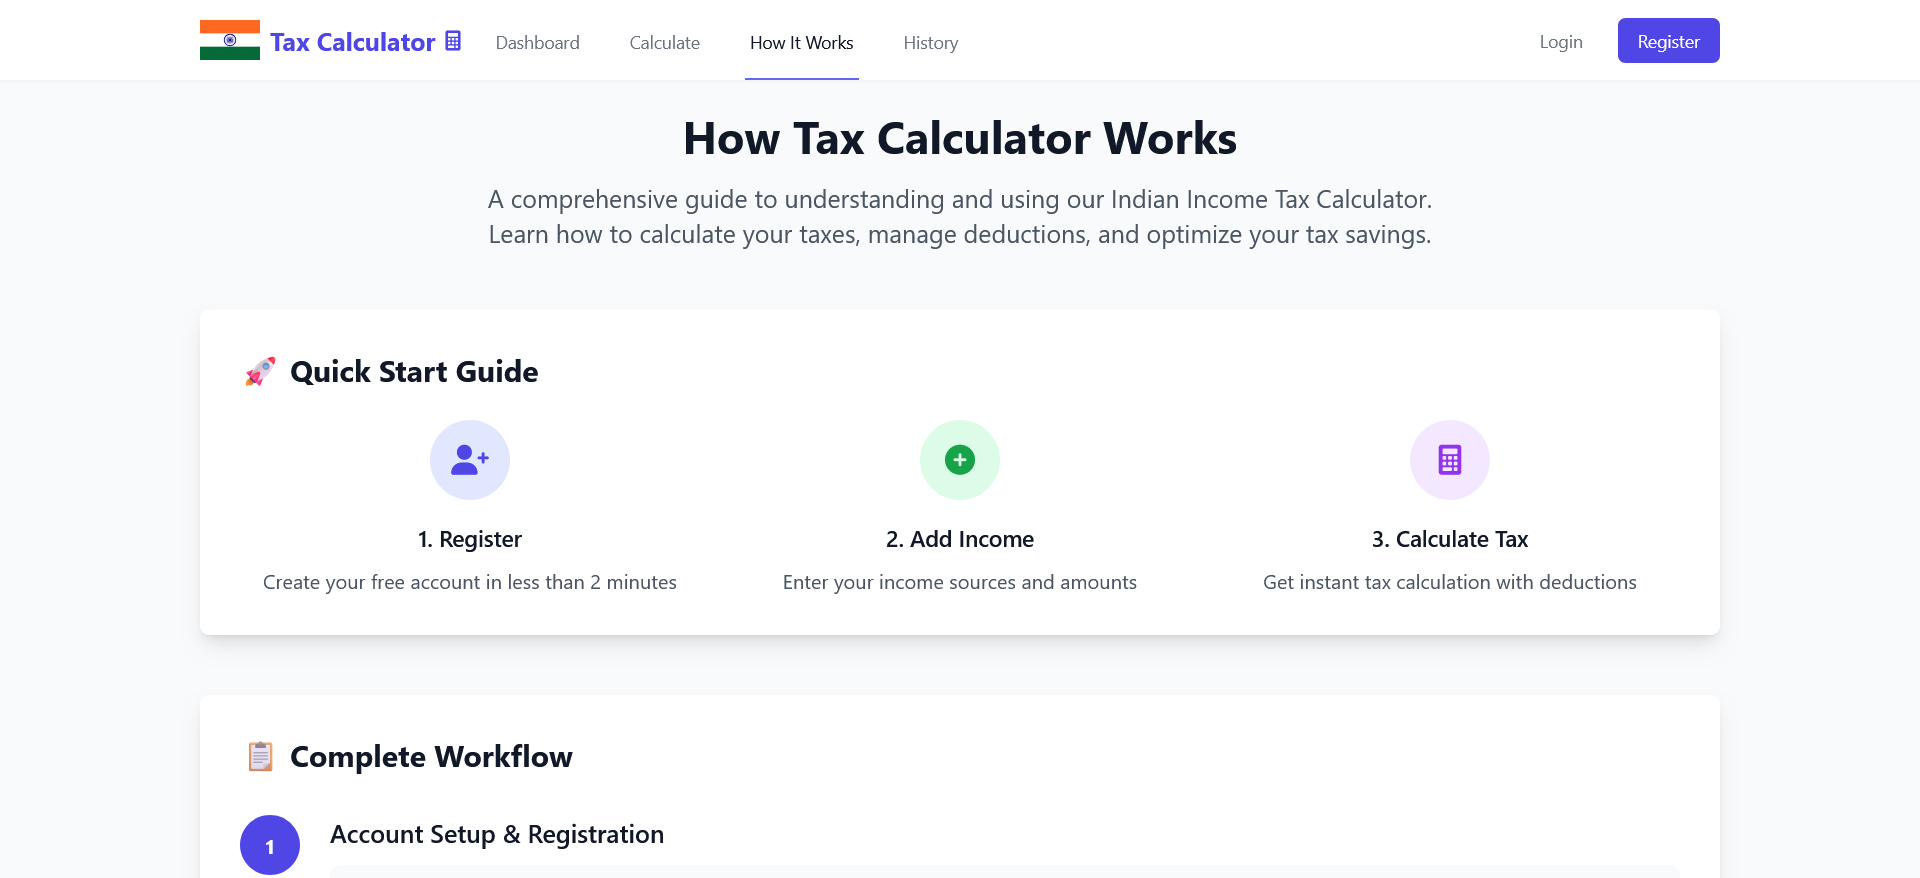 Tax Calculator
Dashboard
Calculate
How It Works
History
Login
Register
How Tax Calculator Works
A comprehensive guide to understanding and using our Indian Income Tax Calculator.
Learn how to calculate your taxes, manage deductions, and optimize your tax savings.
🚀 Quick Start Guide
1. Register
Create your free account in less than 2 minutes
2. Add Income
Enter your income sources and amounts
3. Calculate Tax
Get instant tax calculation with deductions
📋 Complete Workflow
1
Account Setup & Registration